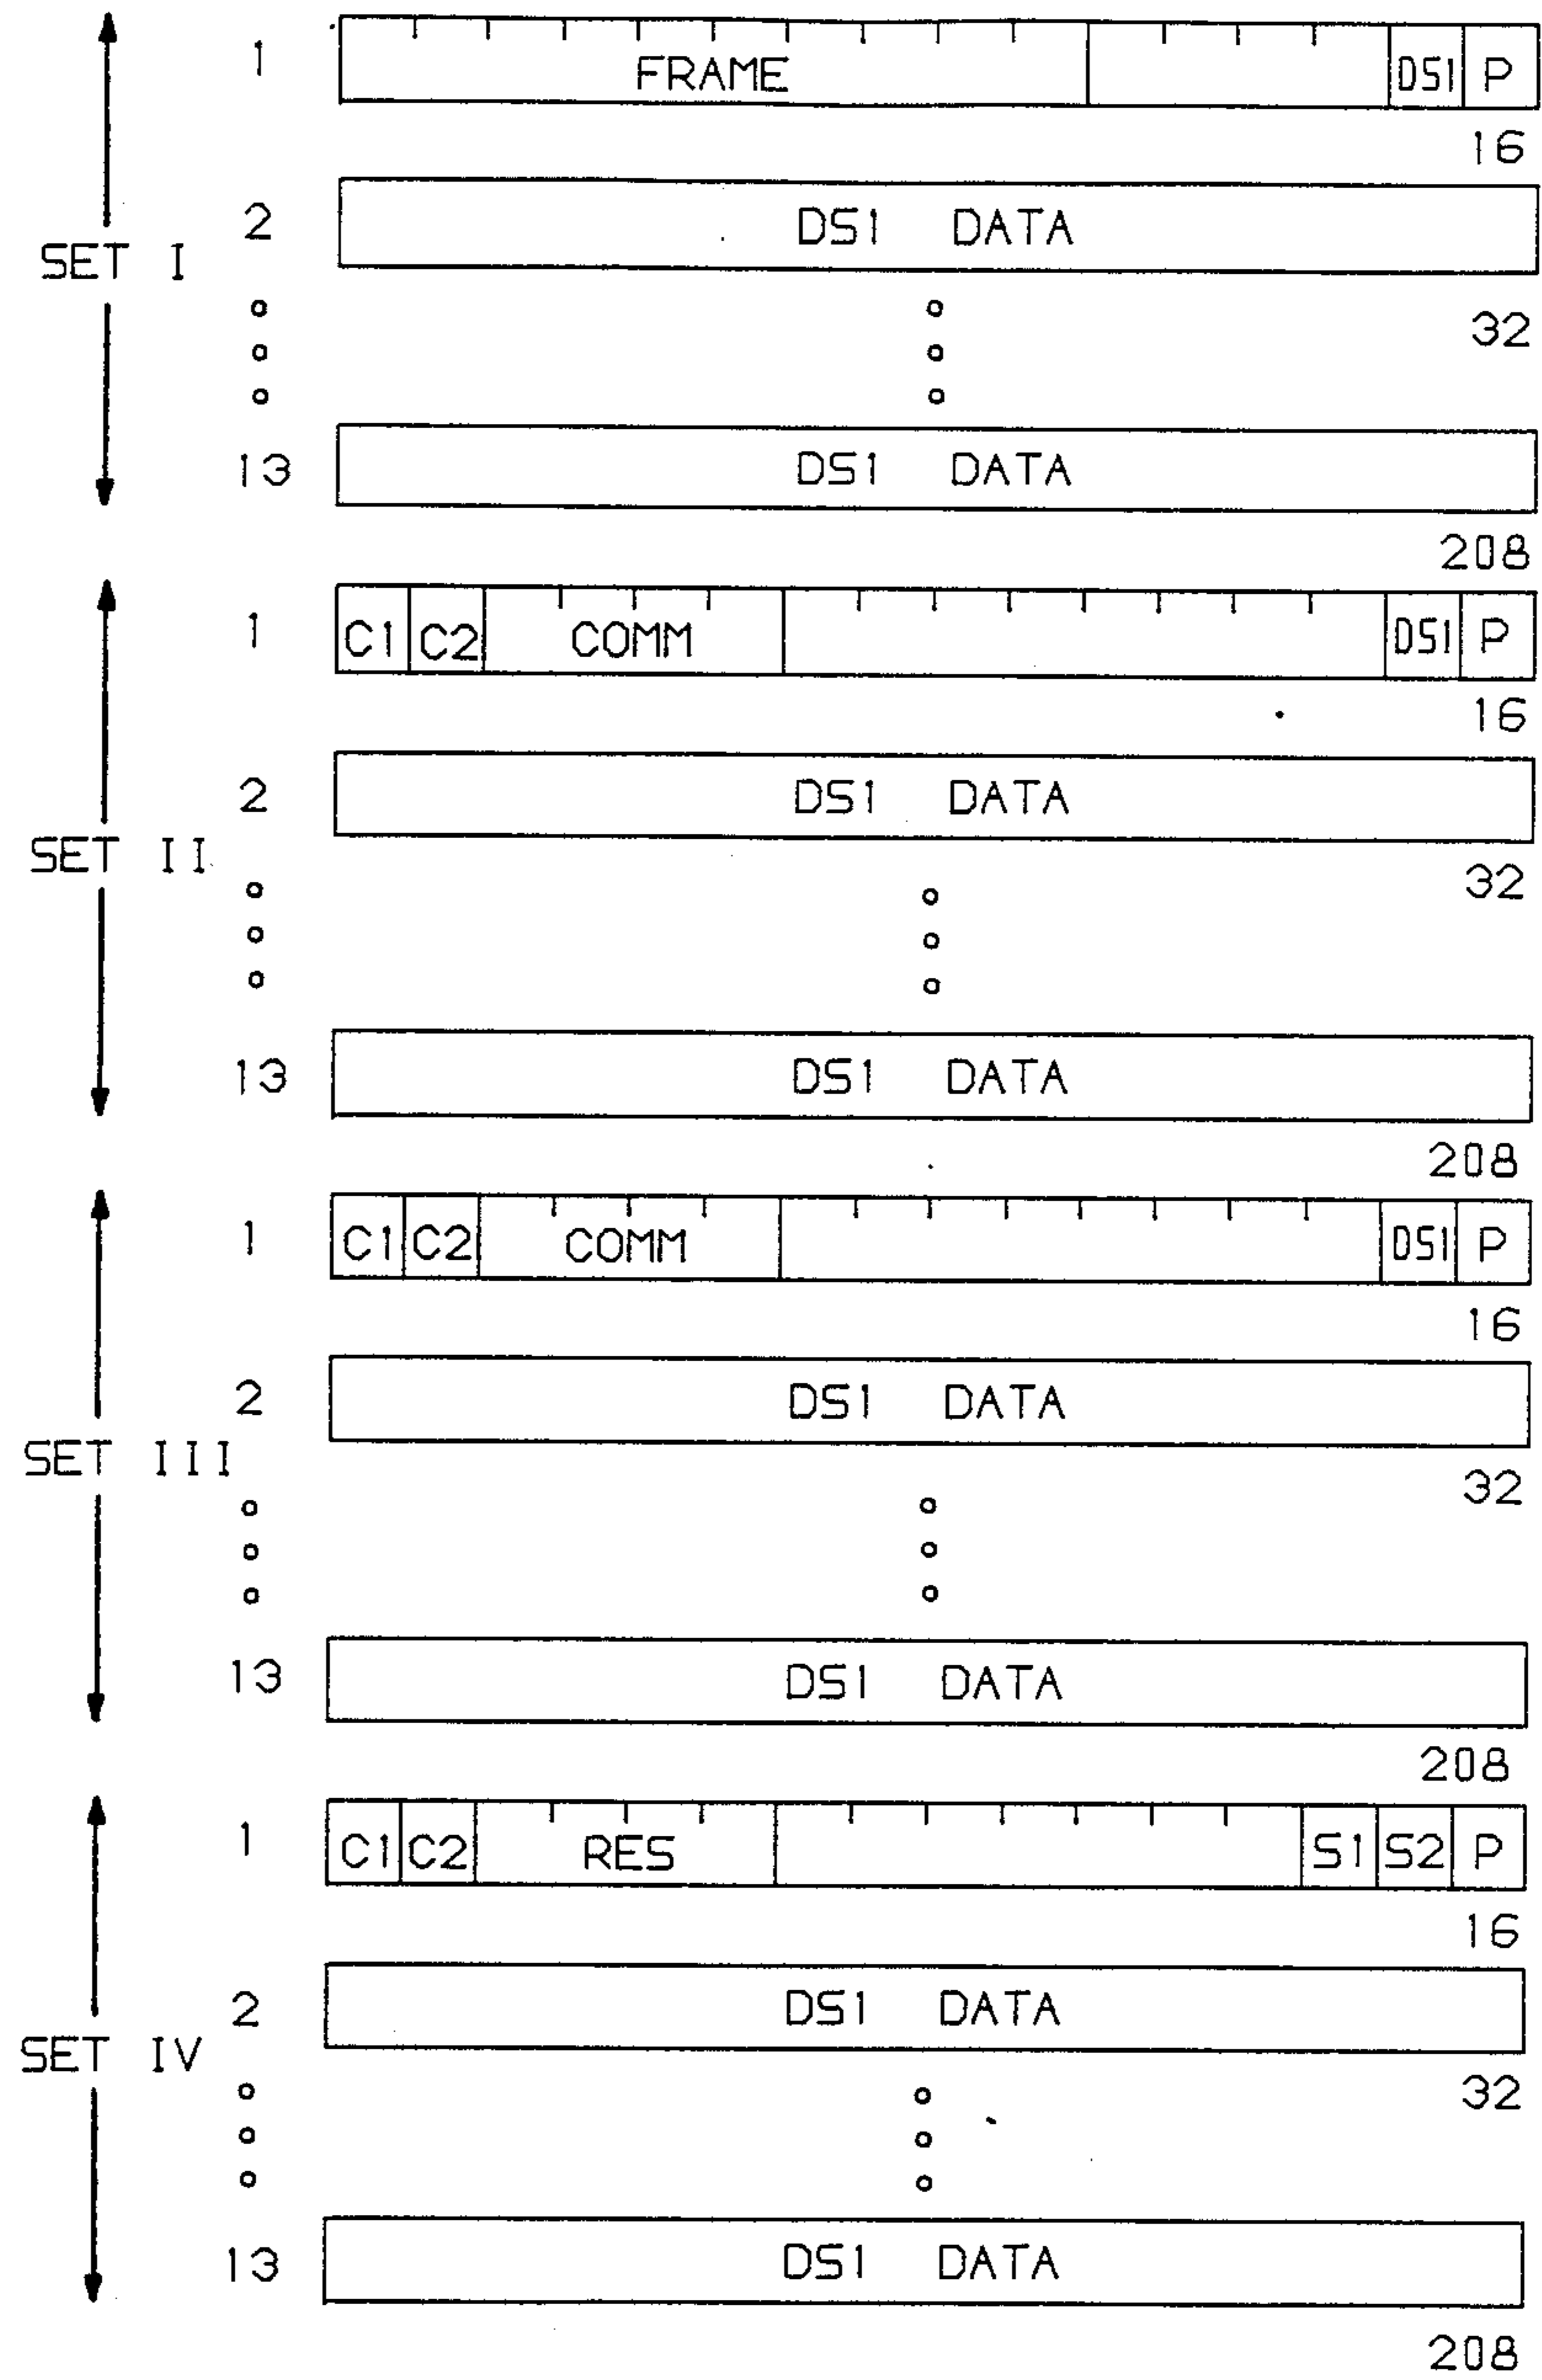 1 FRAME DS1 P
16
2 DS1 DATA
SET I
32
13 DS1 DATA
208
1 C1 C2 COMM DS1 P
16
2 DS1 DATA
SET II
32
13 DS1 DATA
208
1 C1 C2 COMM DS1 P
16
2 DS1 DATA
SET III
32
13 DS1 DATA
208
1 C1 C2 RES S1 S2 P
16
2 DS1 DATA
SET IV
32
13 DS1 DATA
208